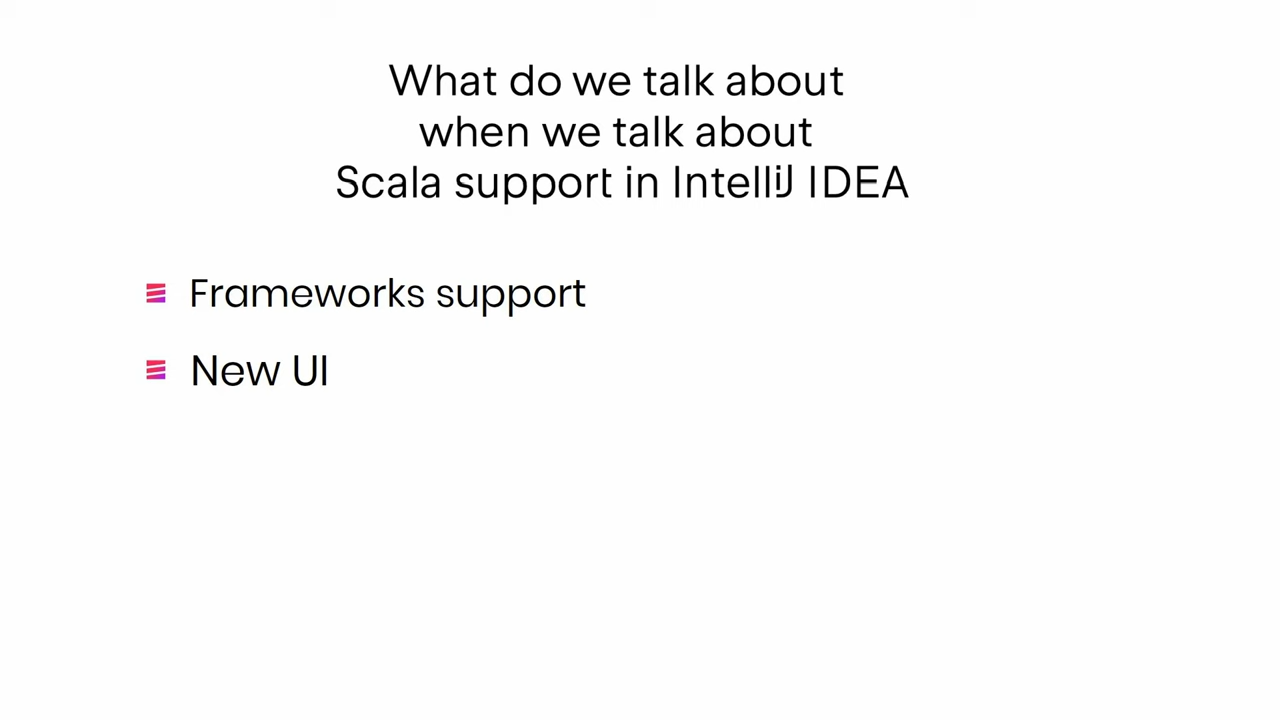 What do we talk about
when we talk about
Scala support in IntelliJ IDEA
Frameworks support
New UI